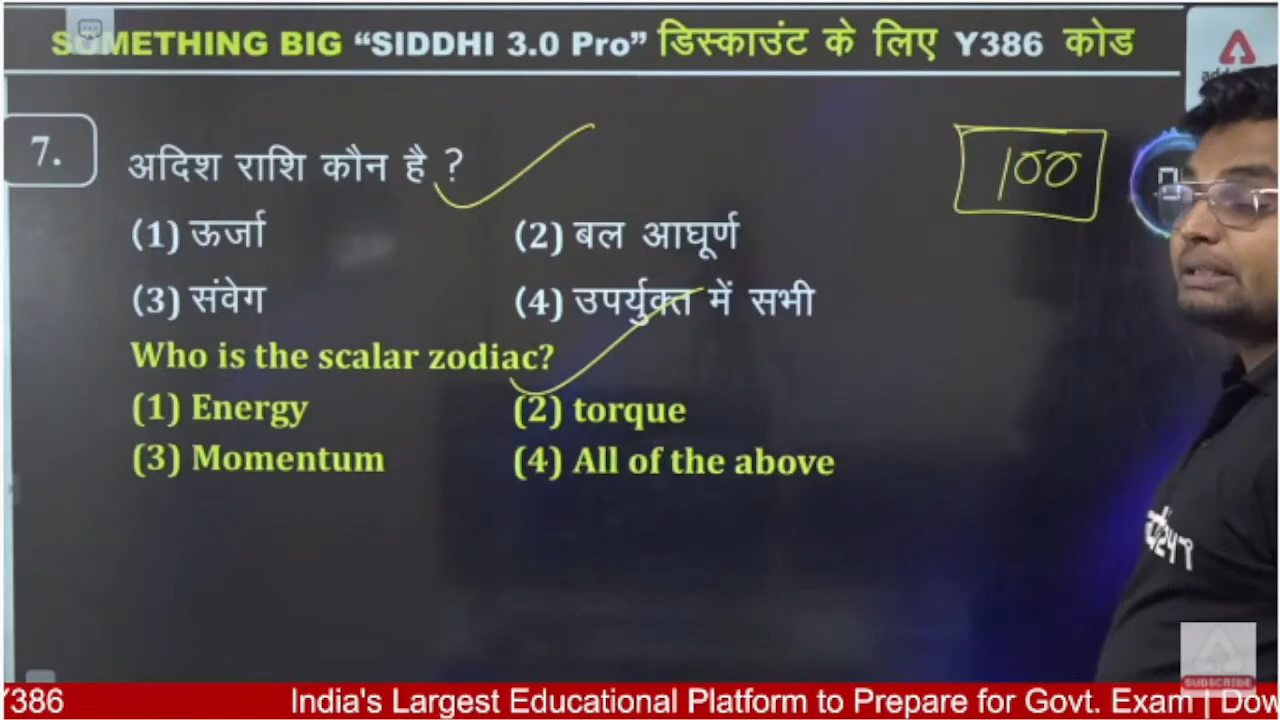 SOMETHING BIG “SIDDHI 3.0 Pro” डिस्काउंट के लिए Y386 कोड
7.
अदिश राशि कौन है ?
100
(1) ऊर्जा (2) बल आघूर्ण
(3) संवेग (4) उपर्युक्त में सभी
Who is the scalar zodiac?
(1) Energy (2) torque
(3) Momentum (4) All of the above
SUBSCRIBE
Y386 India's Largest Educational Platform to Prepare for Govt. Exam |